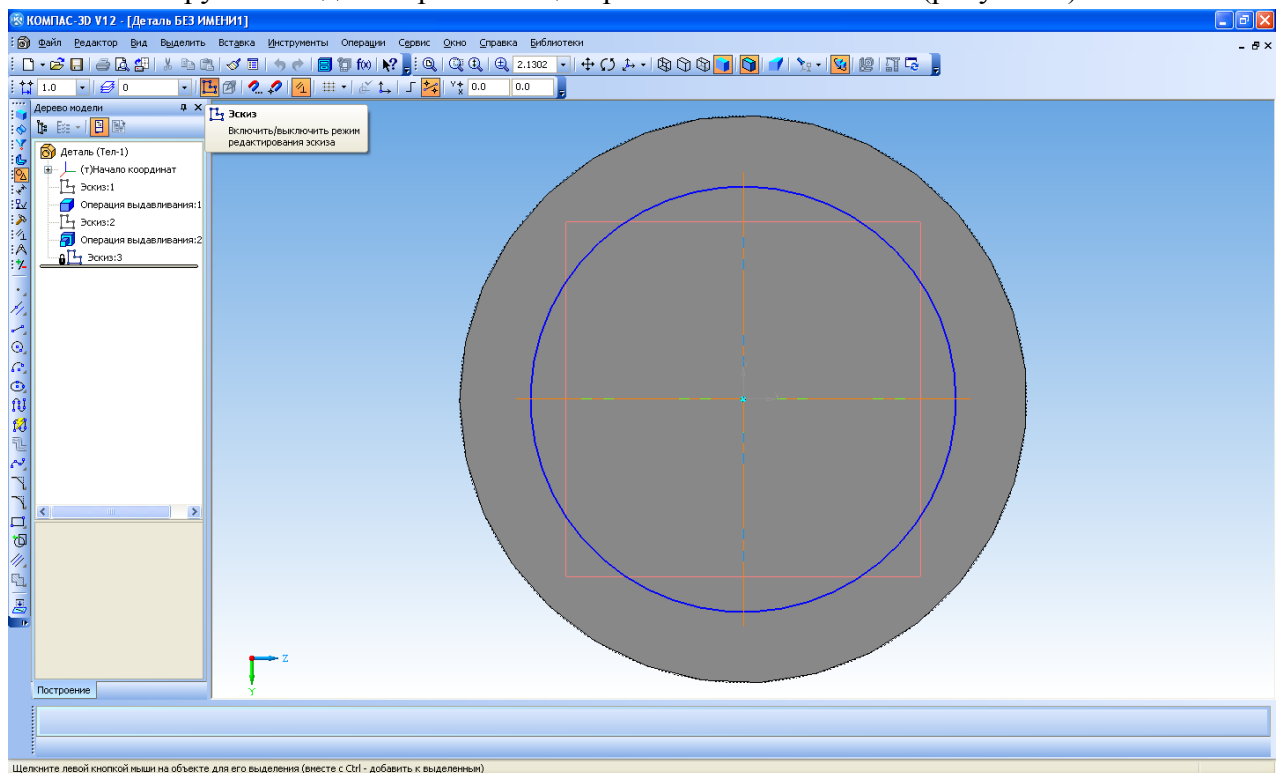 КОМПАС-3D V12 - [Деталь БЕЗ ИМЕНИ1]
Файл Редактор Вид Выделить Вставка Инструменты Операции Сервис Окно Справка Библиотеки
2.1302
1.0 0 0.0 0.0
Дерево модели
Эскиз
Включить/выключить режим
редактирования эскиза
Деталь (Тел-1)
(т)Начало координат
Эскиз:1
Операция выдавливания:1
Эскиз:2
Операция выдавливания:2
Эскиз:3
Z
Y
Построение
Щелкните левой кнопкой мыши на объекте для его выделения (вместе с Ctrl - добавить к выделенным)